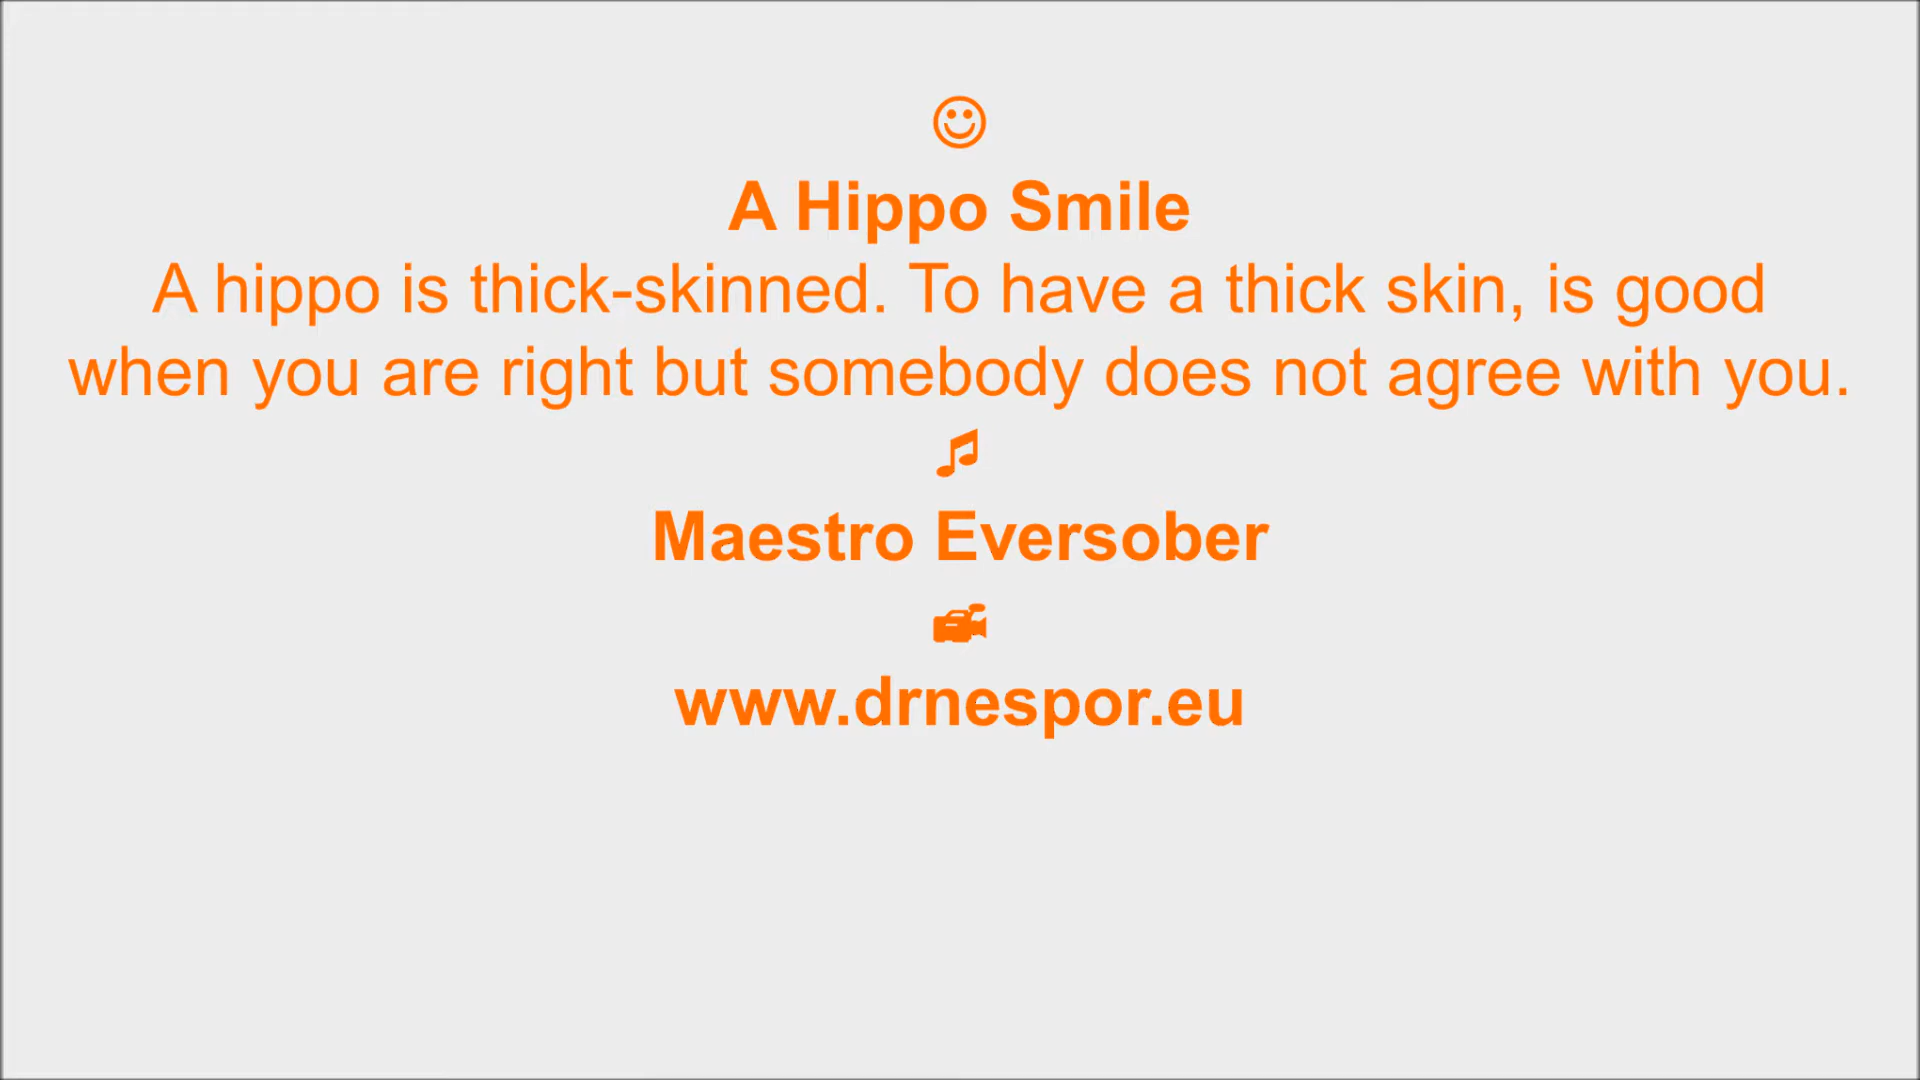 A Hippo Smile
A hippo is thick-skinned. To have a thick skin, is good
when you are right but somebody does not agree with you.
Maestro Eversober
www.drnespor.eu